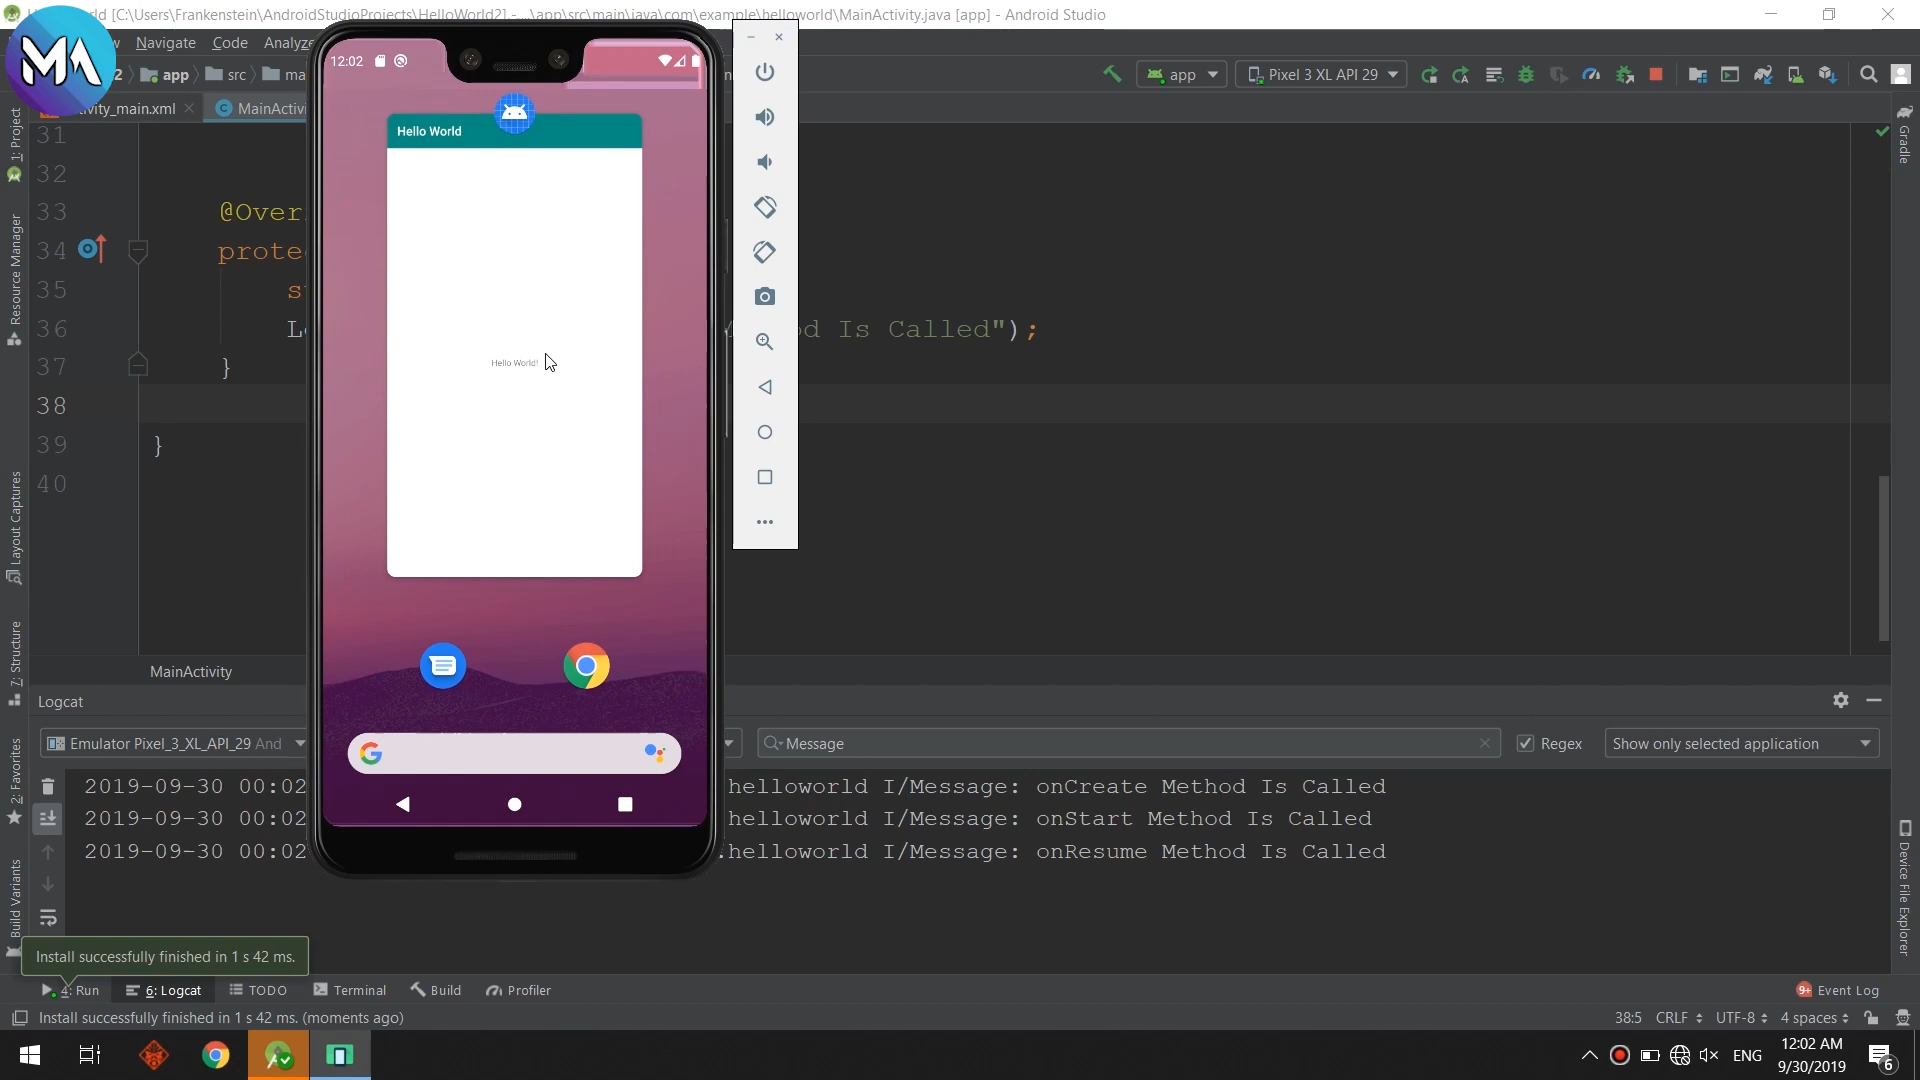 MA
[C:\Users\Frankenstein\AndroidStudioProjects\HelloWorld2] - ...\app\src\main\java\com\example\helloworld\MainActivity.java [app] - Android Studio
Navigate Code Analyze
2 app src
app Pixel 3 XL API 29
_main.xml MainActivi
12:02
Hello World
Hello World!
31
32
33 @Over
34 prote
35 s
36 d Is Called");
37 }
38
39 }
40
1: Project
Resource Manager
Layout Captures
7: Structure
2: Favorites
Build Variants
Gradle
Device File Explorer
MainActivity
Logcat
Emulator Pixel_3_XL_API_29 And
Message
Regex
Show only selected application
2019-09-30 00:02 helloworld I/Message: onCreate Method Is Called
2019-09-30 00:02 helloworld I/Message: onStart Method Is Called
2019-09-30 00:02 .helloworld I/Message: onResume Method Is Called
Install successfully finished in 1 s 42 ms.
4: Run 6: Logcat TODO Terminal Build Profiler 9+ Event Log
Install successfully finished in 1 s 42 ms. (moments ago) 38:5 CRLF UTF-8 4 spaces
ENG
12:02 AM
9/30/2019
6